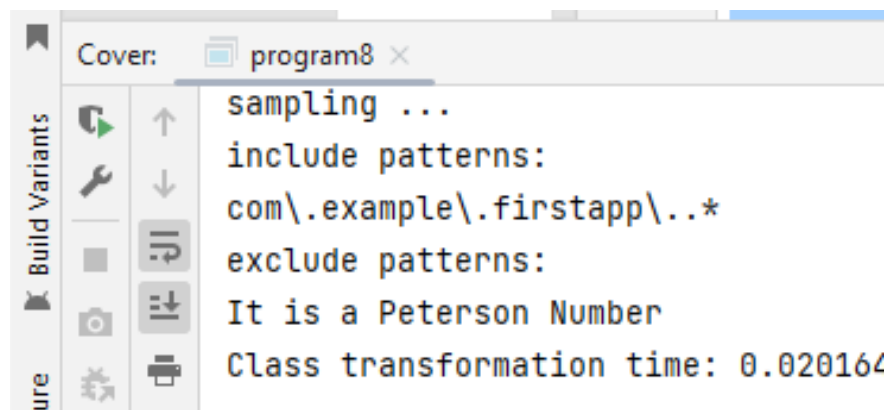 Cover: program8
sampling ...
include patterns:
com\.example\.firstapp\..*
exclude patterns:
It is a Peterson Number
Class transformation time: 0.020164
Build Variants
ure